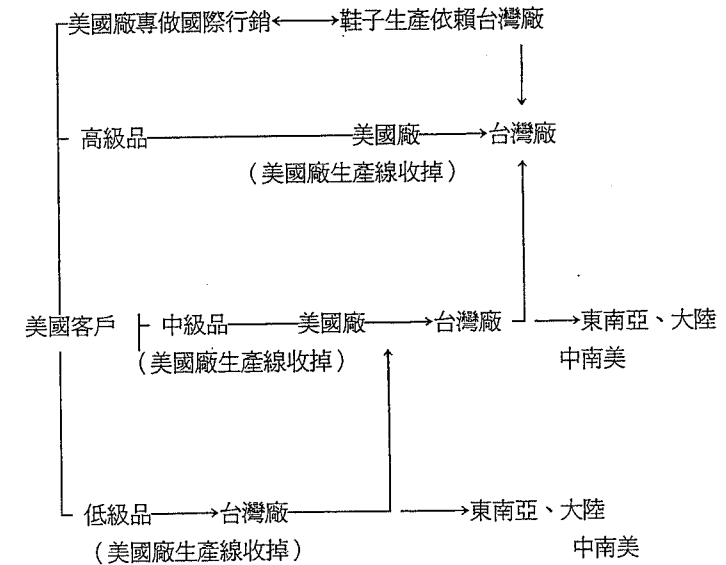 美國廠專做國際行銷 鞋子生產依賴台灣廠
高級品 美國廠 台灣廠
（美國廠生產線收掉）
美國客戶 中級品 美國廠 台灣廠 東南亞、大陸
（美國廠生產線收掉） 中南美
低級品 台灣廠 東南亞、大陸
（美國廠生產線收掉） 中南美